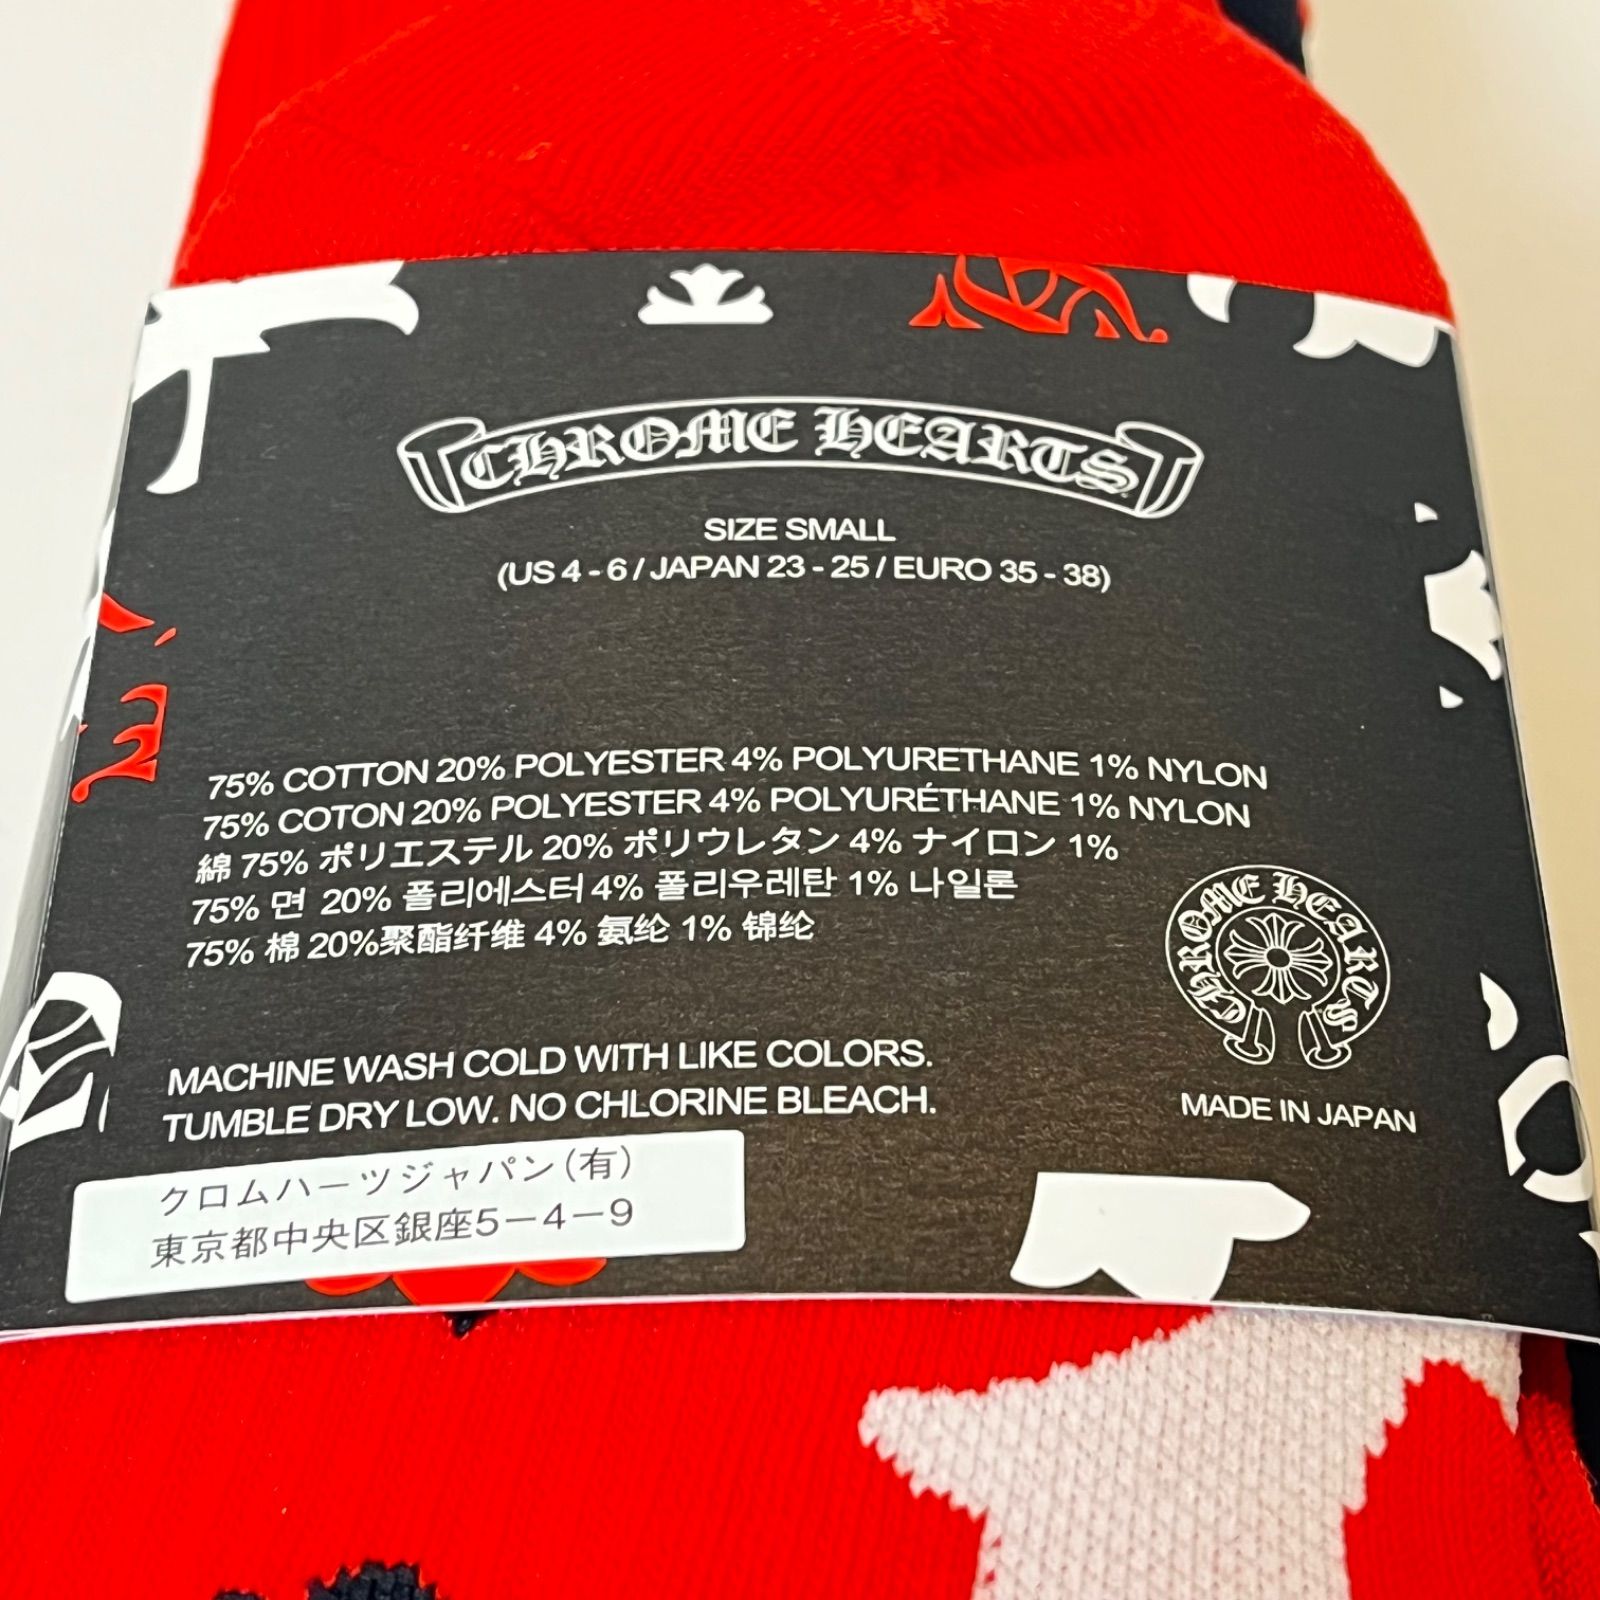 CHROME HEARTS
SIZE SMALL
(US 4 - 6 / JAPAN 23 - 25 / EURO 35 - 38)
75% COTTON 20% POLYESTER 4% POLYURETHANE 1% NYLON
75% COTON 20% POLYESTER 4% POLYURÉTHANE 1% NYLON
綿 75% ポリエステル 20% ポリウレタン 4% ナイロン 1%
75% 면 20% 폴리에스터 4% 폴리우레탄 1% 나일론
75% 棉 20%聚酯纤维 4% 氨纶 1% 锦纶
CHROME HEARTS
MADE IN JAPAN
MACHINE WASH COLD WITH LIKE COLORS.
TUMBLE DRY LOW. NO CHLORINE BLEACH.
クロムハーツジャパン(有)
東京都中央区銀座5-4-9